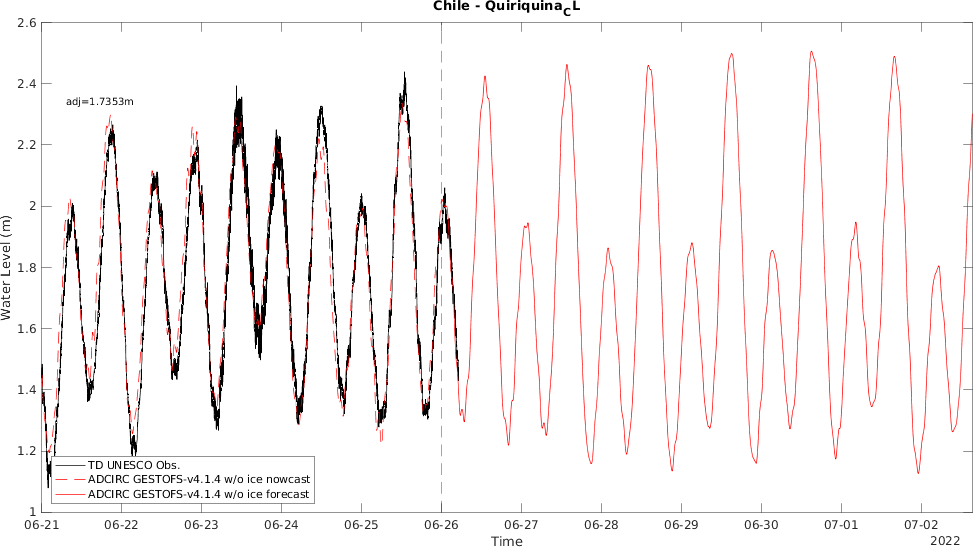 Chile - Quiriquina_CL
2.6
2.4
2.2
2
1.8
1.6
1.4
1.2
1
Water Level (m)
adj=1.7353m
TD UNESCO Obs.
ADCIRC GESTOFS-v4.1.4 w/o ice nowcast
ADCIRC GESTOFS-v4.1.4 w/o ice forecast
06-21 06-22 06-23 06-24 06-25 06-26 06-27 06-28 06-29 06-30 07-01 07-02
Time
2022